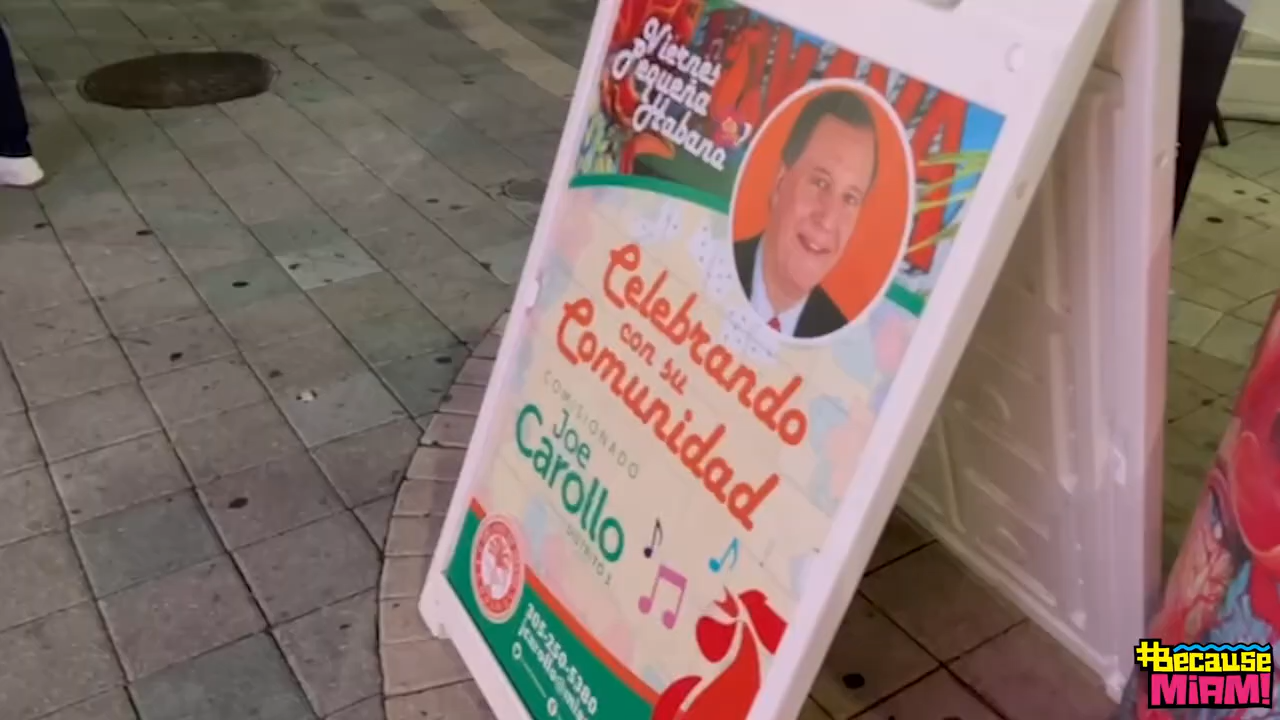 Viernes
Pequeña
Habana
Celebrando
con su
Comunidad
COMISIONADO
Joe
Carollo
305-250-5380
#Because
MiAMi!